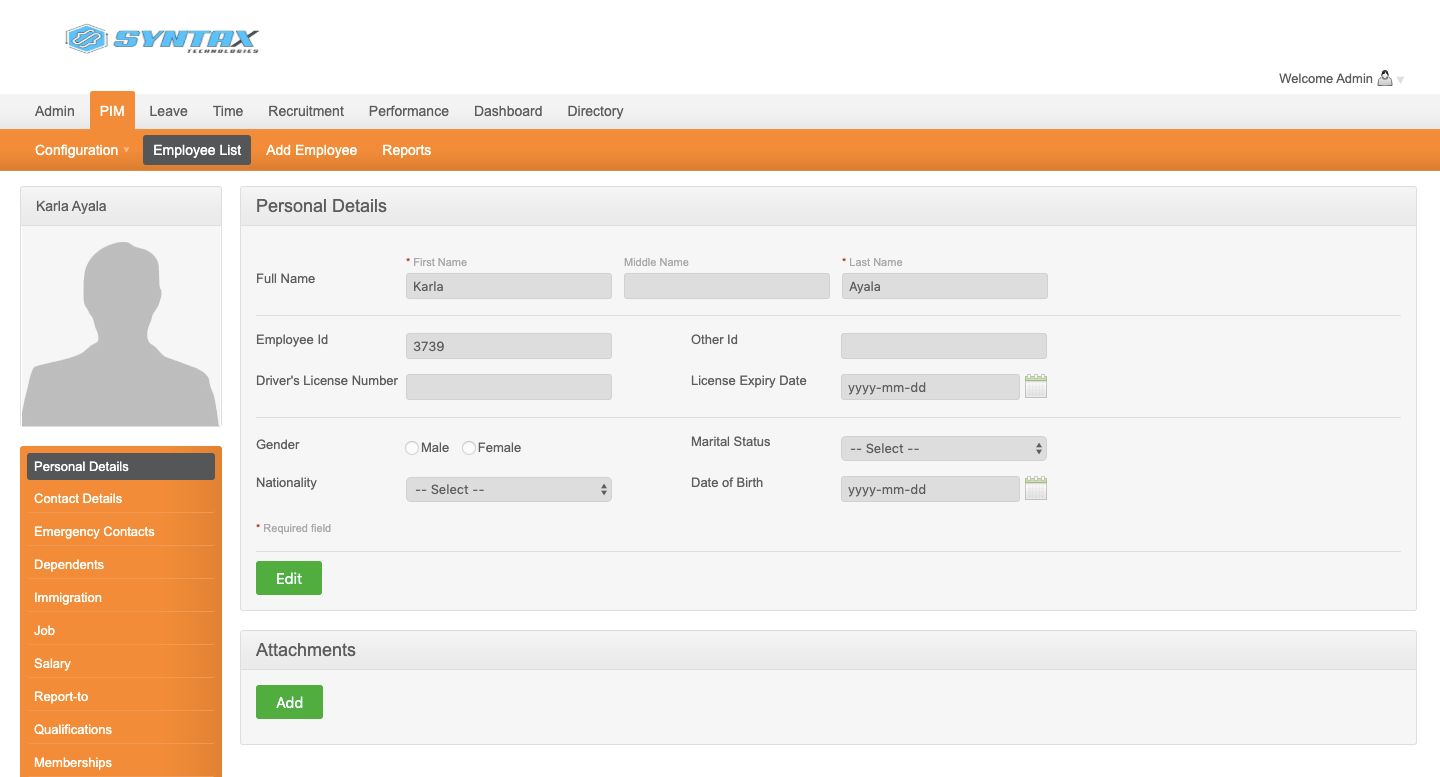 SYNTAX
TECHNOLOGIES
Welcome Admin
Admin PIM Leave Time Recruitment Performance Dashboard Directory
Configuration Employee List Add Employee Reports
Karla Ayala
Personal Details
* First Name Middle Name * Last Name
Full Name Karla Ayala
Employee Id 3739 Other Id
Driver's License Number License Expiry Date yyyy-mm-dd
Gender Male Female Marital Status -- Select --
Nationality -- Select -- Date of Birth yyyy-mm-dd
* Required field
Edit
Attachments
Add
Personal Details
Contact Details
Emergency Contacts
Dependents
Immigration
Job
Salary
Report-to
Qualifications
Memberships